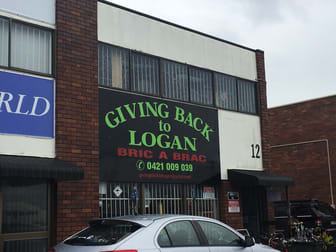 RLD
GIVING BACK
to
LOGAN
BRIC A BRAC
0421 009 039
12